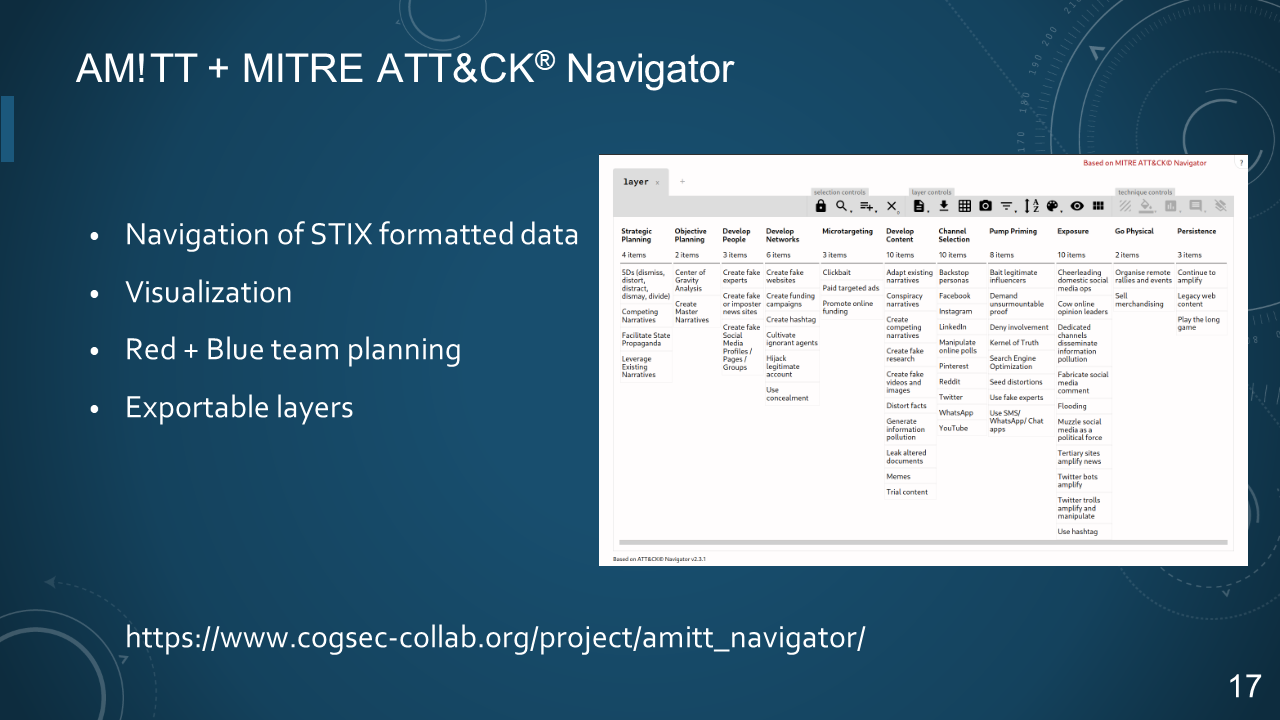 AM!TT + MITRE ATT&CK® Navigator
• Navigation of STIX formatted data
• Visualization
• Red + Blue team planning
• Exportable layers
Based on MITRE ATT&CK® Navigator
?
layer x
+
selection controls
layer controls
technique controls
Strategic
Planning
4 items
5Ds (dismiss,
distort,
distract,
dismay, divide)
Competing
Narratives
Facilitate State
Propaganda
Leverage
Existing
Narratives
Objective
Planning
2 items
Center of
Gravity
Analysis
Create
Master
Narratives
Develop
People
3 items
Create fake
experts
Create fake
or imposter
news sites
Create fake
Social
Media
Profiles /
Pages /
Groups
Develop
Networks
6 items
Create fake
websites
Create funding
campaigns
Create hashtag
Cultivate
ignorant agents
Hijack
legitimate
account
Use
concealment
Microtargeting
3 items
Clickbait
Paid targeted ads
Promote online
funding
Develop
Content
10 items
Adapt existing
narratives
Conspiracy
narratives
Create
competing
narratives
Create fake
research
Create fake
videos and
images
Distort facts
Generate
information
pollution
Leak altered
documents
Memes
Trial content
Channel
Selection
10 items
Backstop
personas
Facebook
Instagram
LinkedIn
Manipulate
online polls
Pinterest
Reddit
Twitter
WhatsApp
YouTube
Pump Priming
8 items
Bait legitimate
influencers
Demand
unsurmountable
proof
Deny involvement
Kernel of Truth
Search Engine
Optimization
Seed distortions
Use fake experts
Use SMS/
WhatsApp/ Chat
apps
Exposure
10 items
Cheerleading
domestic social
media ops
Cow online
opinion leaders
Dedicated
channels
disseminate
information
pollution
Fabricate social
media
comment
Flooding
Muzzle social
media as a
political force
Tertiary sites
amplify news
Twitter bots
amplify
Twitter trolls
amplify and
manipulate
Use hashtag
Go Physical
2 items
Organise remote
rallies and events
Sell
merchandising
Persistence
3 items
Continue to
amplify
Legacy web
content
Play the long
game
Based on ATT&CK® Navigator v2.3.1
https://www.cogsec-collab.org/project/amitt_navigator/
17